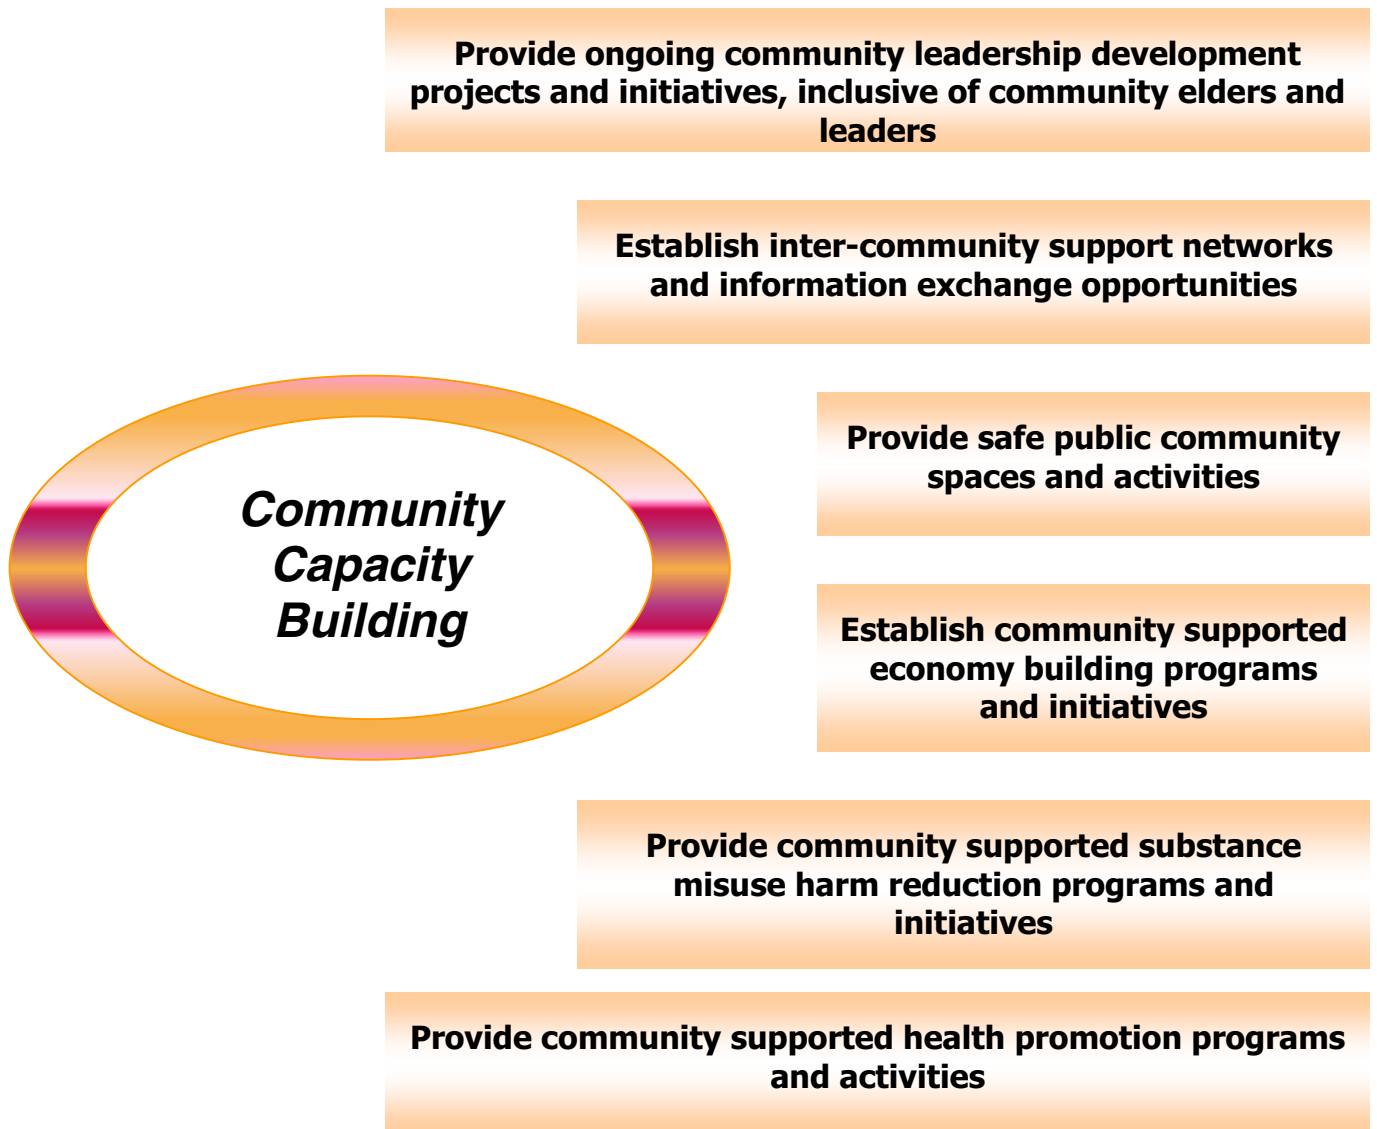 Provide ongoing community leadership development
projects and initiatives, inclusive of community elders and
leaders
Establish inter-community support networks
and information exchange opportunities
Provide safe public community
spaces and activities
Community
Capacity
Building
Establish community supported
economy building programs
and initiatives
Provide community supported substance
misuse harm reduction programs and
initiatives
Provide community supported health promotion programs
and activities